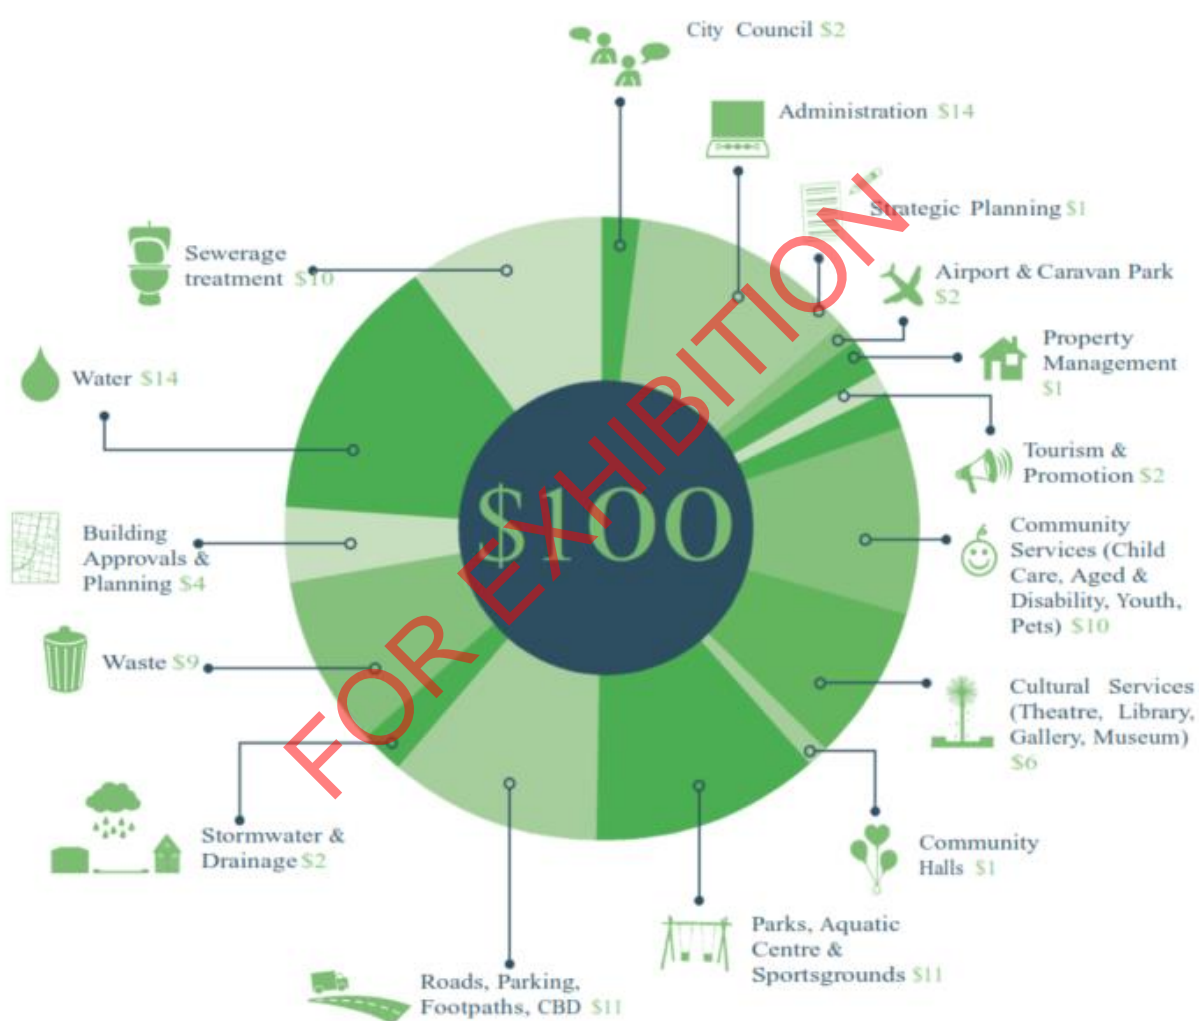 City Council $2
Administration $14
Strategic Planning $1
Airport & Caravan Park
$2
Property
Management
$1
Tourism &
Promotion $2
Community
Services (Child
Care, Aged &
Disability, Youth,
Pets) $10
Cultural Services
(Theatre, Library,
Gallery, Museum)
$6
Community
Halls $1
Parks, Aquatic
Centre &
Sportsgrounds $11
Roads, Parking,
Footpaths, CBD $11
Stormwater &
Drainage $2
Waste $9
Building
Approvals &
Planning $4
Water $14
Sewerage
treatment $10
$100
FOR EXHIBITION